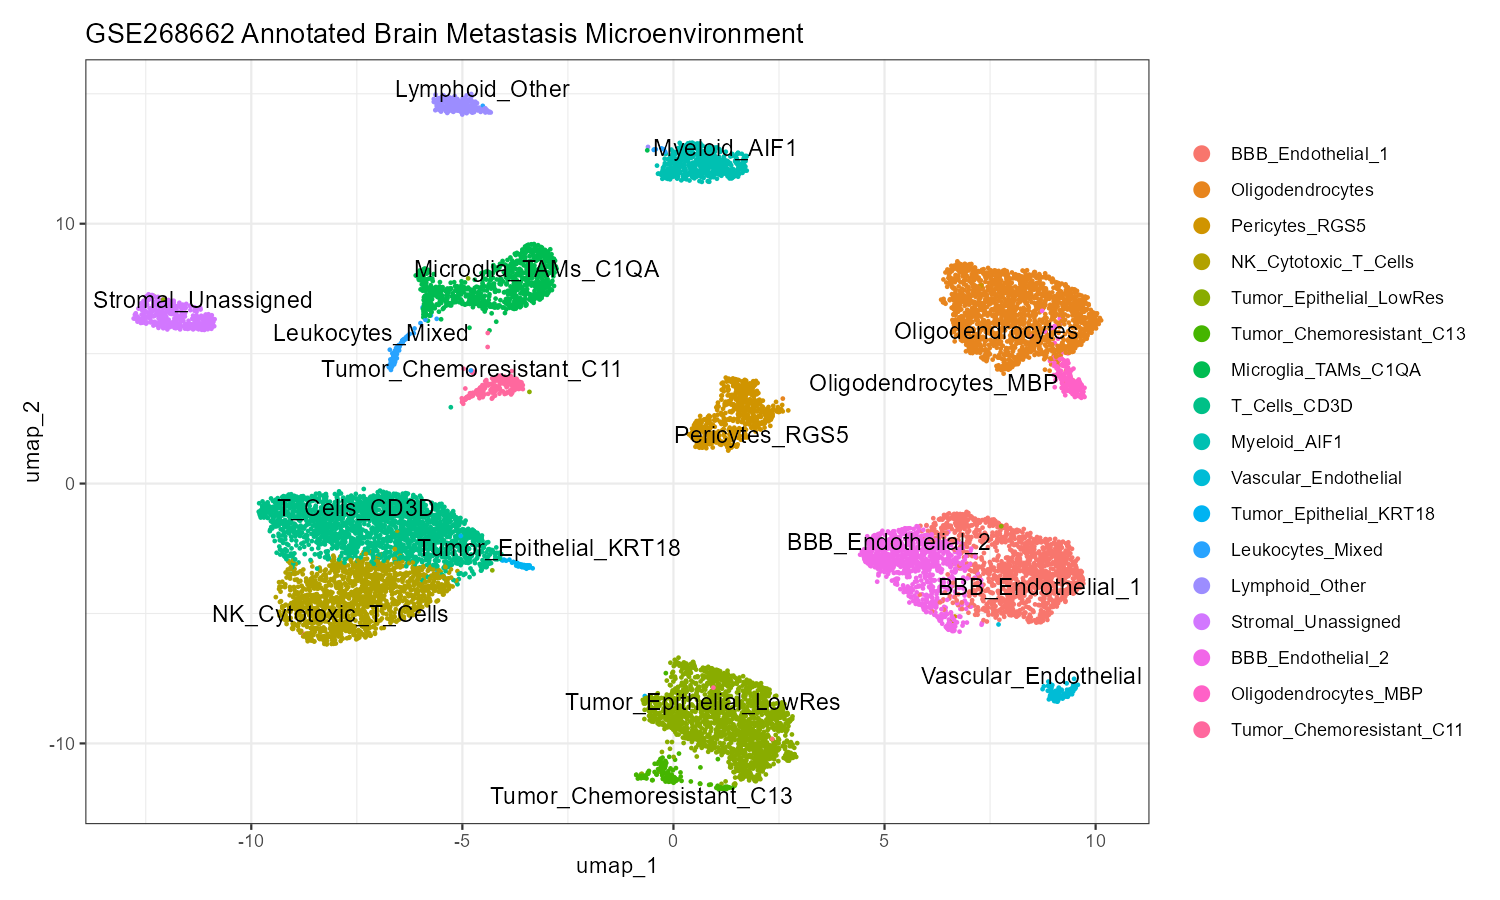 GSE268662 Annotated Brain Metastasis Microenvironment
Lymphoid_Other
Myeloid_AIF1
Microglia_TAMs_C1QA
Stromal_Unassigned
Leukocytes_Mixed
Oligodendrocytes
Tumor_Chemoresistant_C11
Oligodendrocytes_MBP
Pericytes_RGS5
T_Cells_CD3D
BBB_Endothelial_2
Tumor_Epithelial_KRT18
BBB_Endothelial_1
NK_Cytotoxic_T_Cells
Vascular_Endothelial
Tumor_Epithelial_LowRes
Tumor_Chemoresistant_C13
umap_2
10
0
-10
-10
-5
0
5
10
umap_1
BBB_Endothelial_1
Oligodendrocytes
Pericytes_RGS5
NK_Cytotoxic_T_Cells
Tumor_Epithelial_LowRes
Tumor_Chemoresistant_C13
Microglia_TAMs_C1QA
T_Cells_CD3D
Myeloid_AIF1
Vascular_Endothelial
Tumor_Epithelial_KRT18
Leukocytes_Mixed
Lymphoid_Other
Stromal_Unassigned
BBB_Endothelial_2
Oligodendrocytes_MBP
Tumor_Chemoresistant_C11